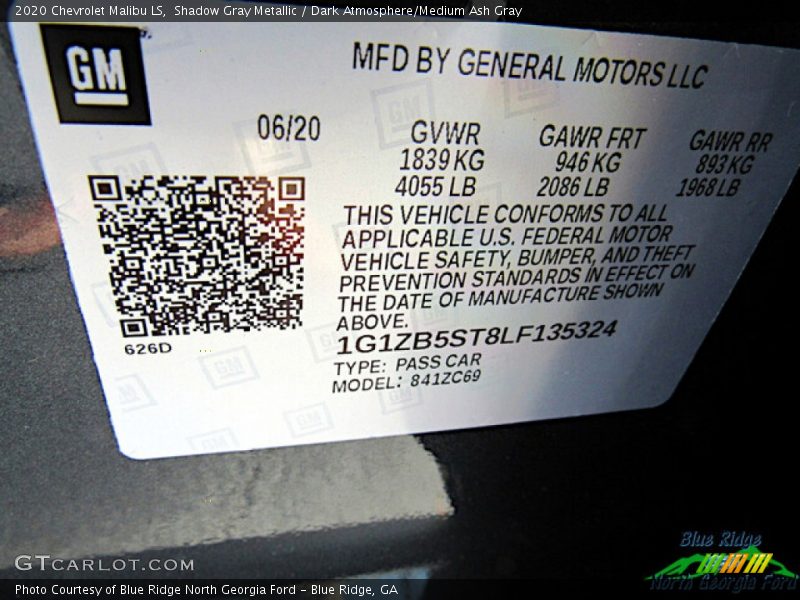 2020 Chevrolet Malibu LS, Shadow Gray Metallic / Dark Atmosphere/Medium Ash Gray
GM
MFD BY GENERAL MOTORS LLC
06/20
GVWR GAWR FRT GAWR RR
1839 KG 946 KG 893 KG
4055 LB 2086 LB 1968 LB
THIS VEHICLE CONFORMS TO ALL
APPLICABLE U.S. FEDERAL MOTOR
VEHICLE SAFETY, BUMPER, AND THEFT
PREVENTION STANDARDS IN EFFECT ON
THE DATE OF MANUFACTURE SHOWN
ABOVE.
626D
1G1ZB5ST8LF135324
TYPE: PASS CAR
MODEL: 841ZC69
GTCARLOT.COM
Blue Ridge
North Georgia Ford
Photo Courtesy of Blue Ridge North Georgia Ford – Blue Ridge, GA